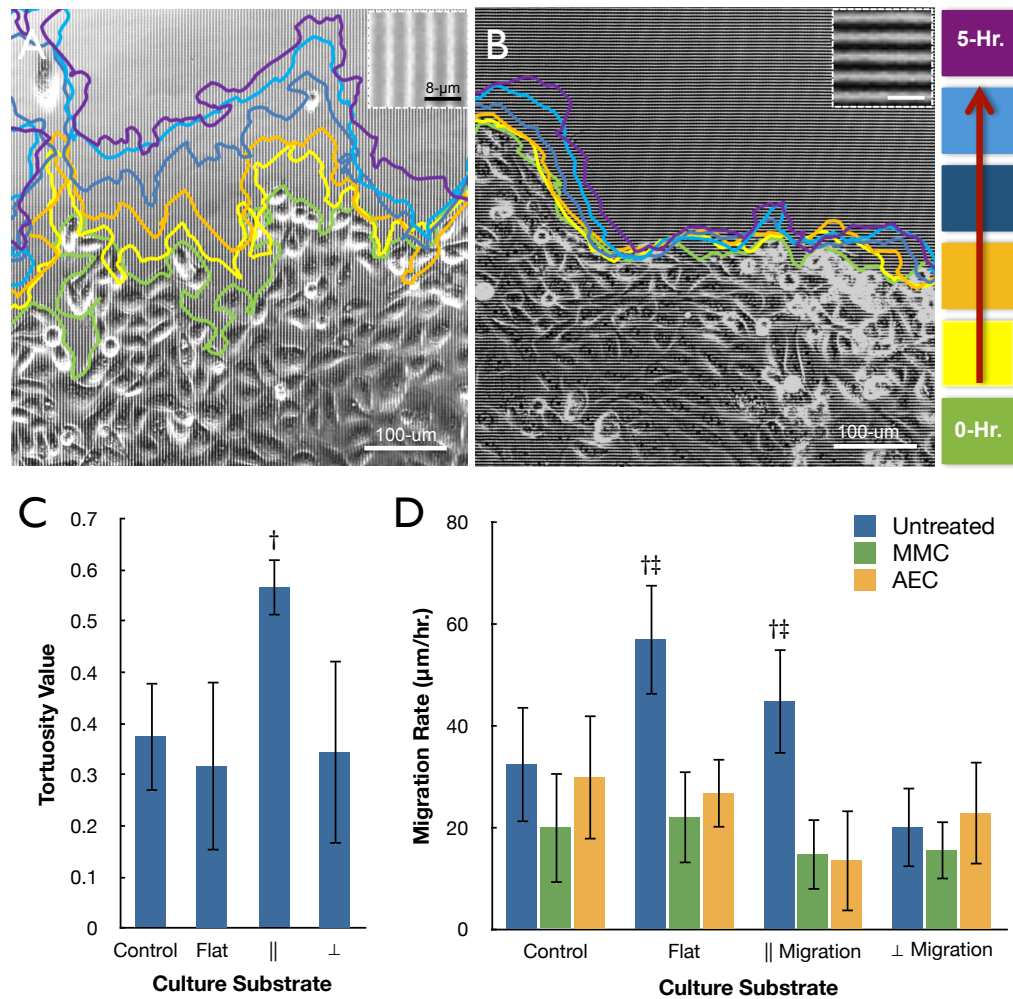 A
8-μm
100-um
B
100-um
5-Hr.
0-Hr.
C
0.7
0.6
0.5
0.4
0.4
0.3
0.2
0.1
0
Tortuosity Value
†
Control Flat || ⊥
Culture Substrate
D
80
60
40
20
0
Migration Rate (μm/hr.)
Untreated
MMC
AEC
†‡
†‡
Control Flat || Migration ⊥ Migration
Culture Substrate